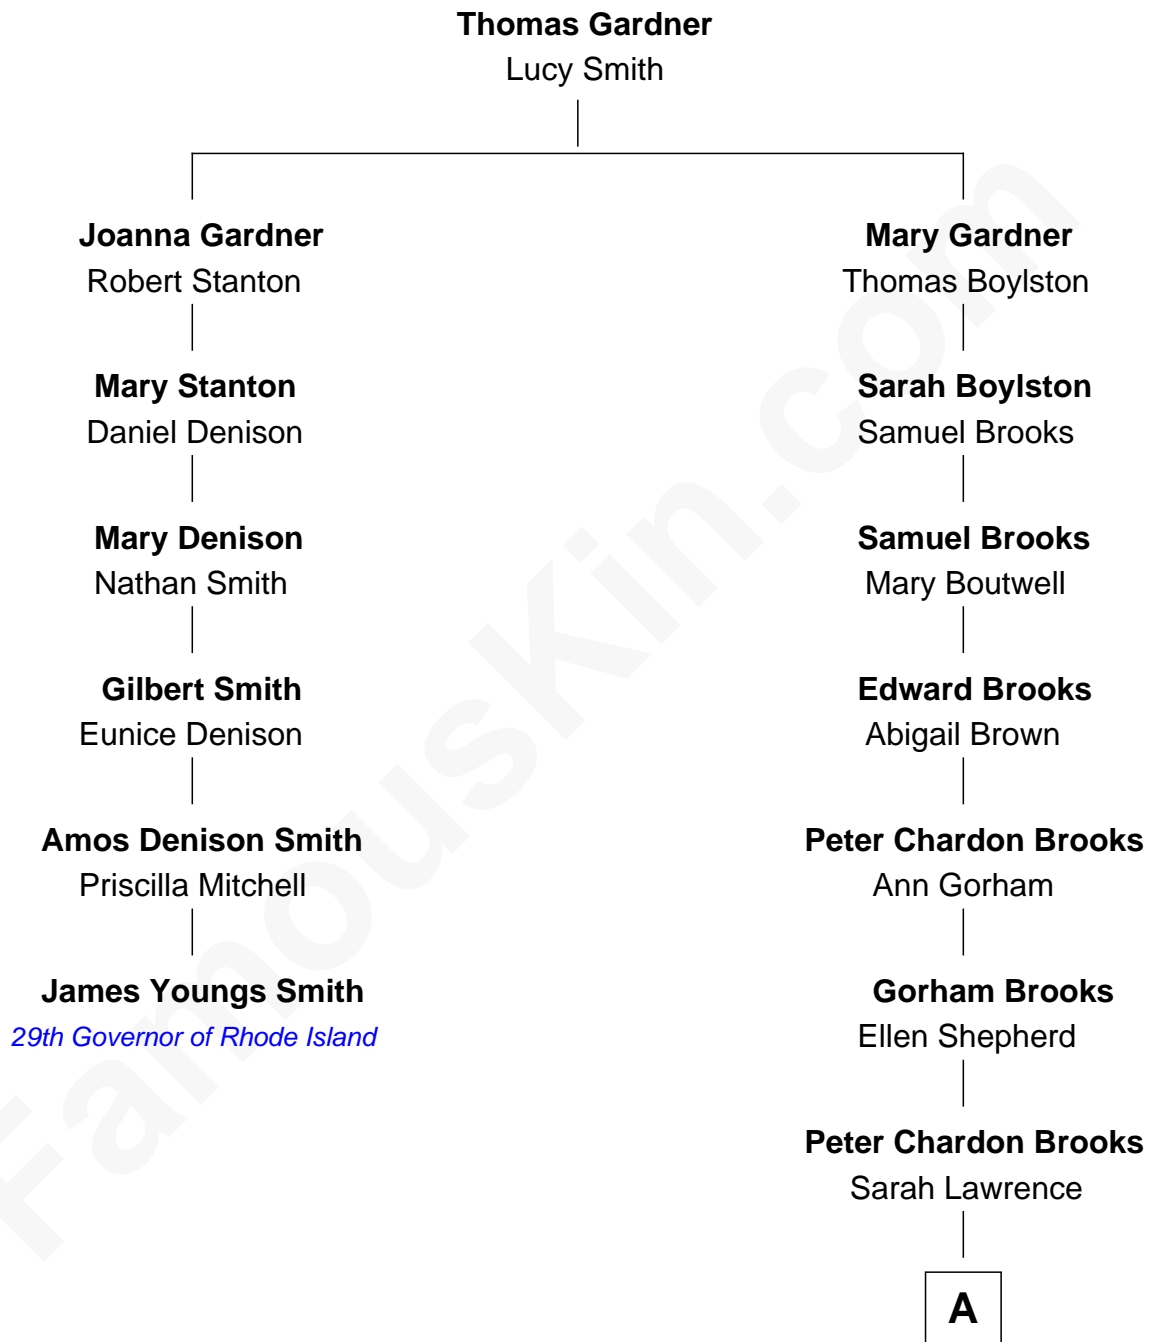 Thomas Gardner
Lucy Smith
Joanna Gardner
Robert Stanton
Mary Gardner
Thomas Boylston
Mary Stanton
Daniel Denison
Sarah Boylston
Samuel Brooks
Mary Denison
Nathan Smith
Samuel Brooks
Mary Boutwell
Gilbert Smith
Eunice Denison
Edward Brooks
Abigail Brown
Amos Denison Smith
Priscilla Mitchell
Peter Chardon Brooks
Ann Gorham
James Youngs Smith
29th Governor of Rhode Island
Gorham Brooks
Ellen Shepherd
Peter Chardon Brooks
Sarah Lawrence
A
FamousKin.com